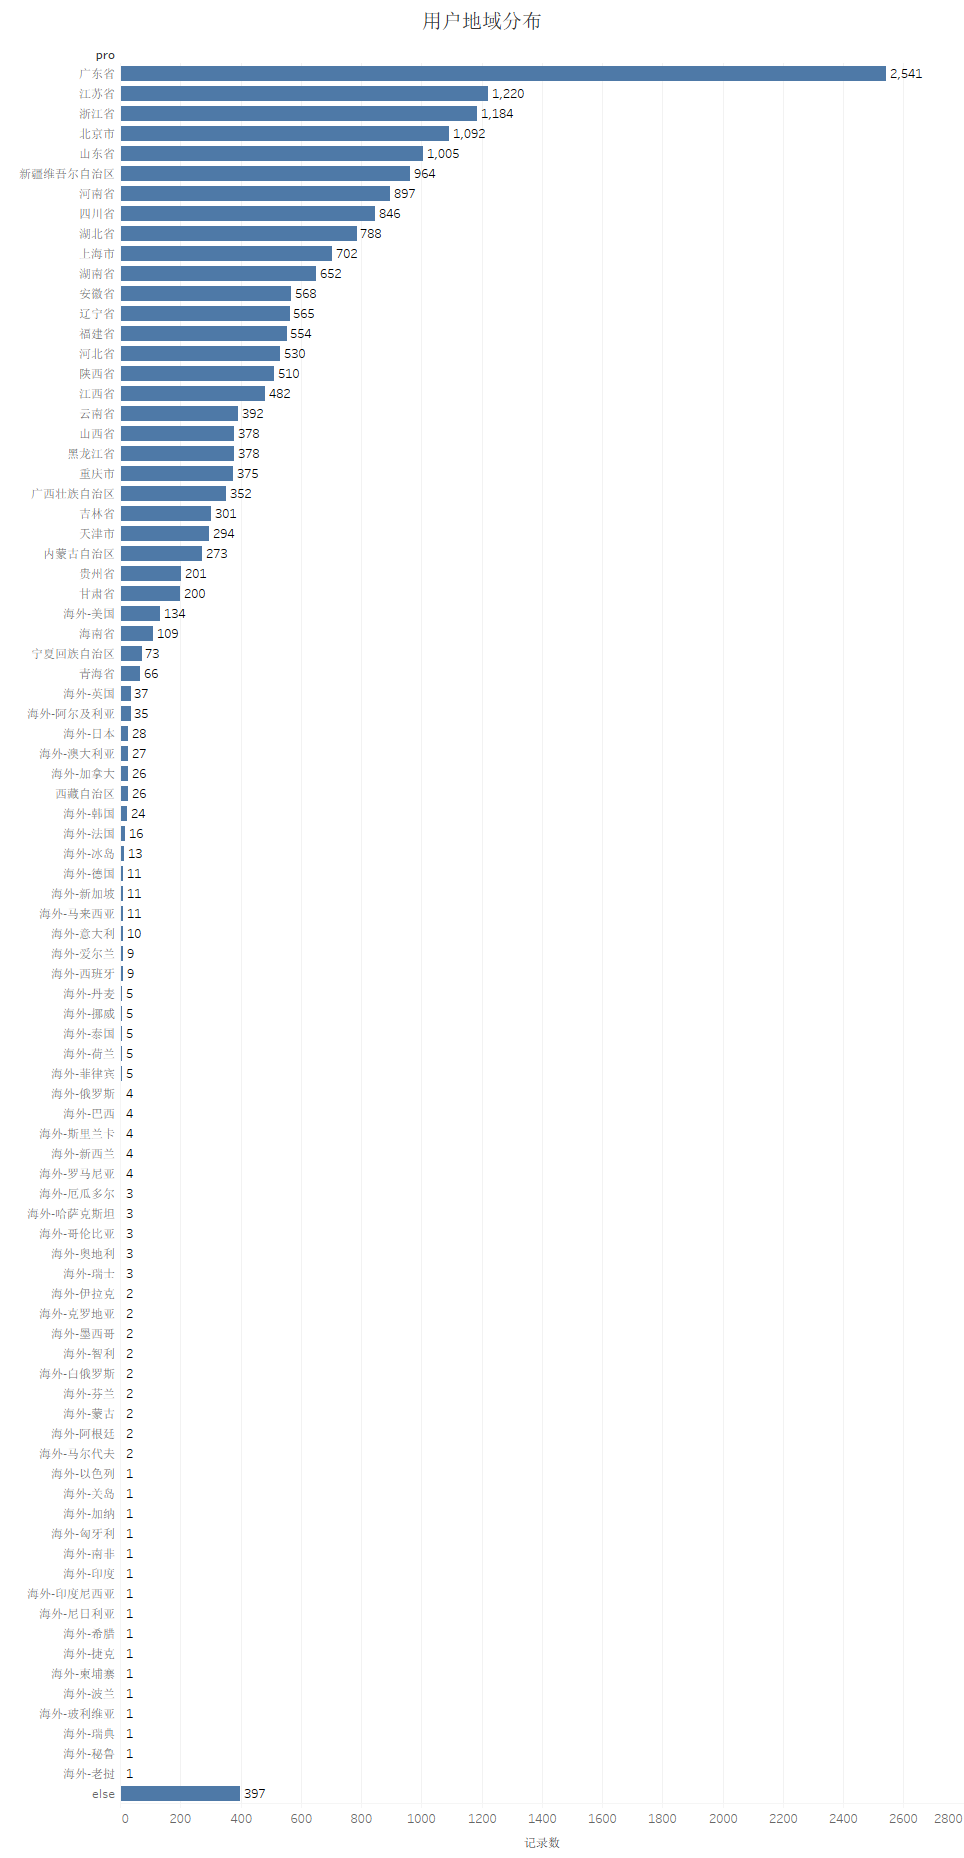 用户地域分布
pro
广东省 2,541
江苏省 1,220
浙江省 1,184
北京市 1,092
山东省 1,005
新疆维吾尔自治区 964
河南省 897
四川省 846
湖北省 788
上海市 702
湖南省 652
安徽省 568
辽宁省 565
福建省 554
河北省 530
陕西省 510
江西省 482
云南省 392
山西省 378
黑龙江省 378
重庆市 375
广西壮族自治区 352
吉林省 301
天津市 294
内蒙古自治区 273
贵州省 201
甘肃省 200
海外-美国 134
海南省 109
宁夏回族自治区 73
青海省 66
海外-英国 37
海外-阿尔及利亚 35
海外-日本 28
海外-澳大利亚 27
海外-加拿大 26
西藏自治区 26
海外-韩国 24
海外-法国 16
海外-冰岛 13
海外-德国 11
海外-新加坡 11
海外-马来西亚 11
海外-意大利 10
海外-爱尔兰 9
海外-西班牙 9
海外-丹麦 5
海外-挪威 5
海外-泰国 5
海外-荷兰 5
海外-菲律宾 5
海外-俄罗斯 4
海外-巴西 4
海外-斯里兰卡 4
海外-新西兰 4
海外-罗马尼亚 4
海外-厄瓜多尔 3
海外-哈萨克斯坦 3
海外-哥伦比亚 3
海外-奥地利 3
海外-瑞士 3
海外-伊拉克 2
海外-克罗地亚 2
海外-墨西哥 2
海外-智利 2
海外-白俄罗斯 2
海外-芬兰 2
海外-蒙古 2
海外-阿根廷 2
海外-马尔代夫 2
海外-以色列 1
海外-关岛 1
海外-加纳 1
海外-匈牙利 1
海外-南非 1
海外-印度 1
海外-印度尼西亚 1
海外-尼日利亚 1
海外-希腊 1
海外-捷克 1
海外-柬埔寨 1
海外-波兰 1
海外-玻利维亚 1
海外-瑞典 1
海外-秘鲁 1
海外-老挝 1
else 397
0 200 400 600 800 1000 1200 1400 1600 1800 2000 2200 2400 2600 2800
记录数